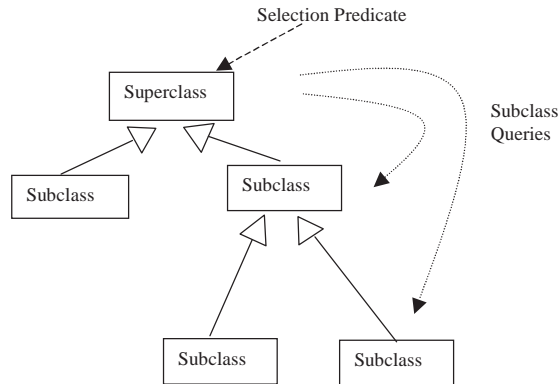 Selection Predicate
Superclass
Subclass
Queries
Subclass
Subclass
Subclass
Subclass